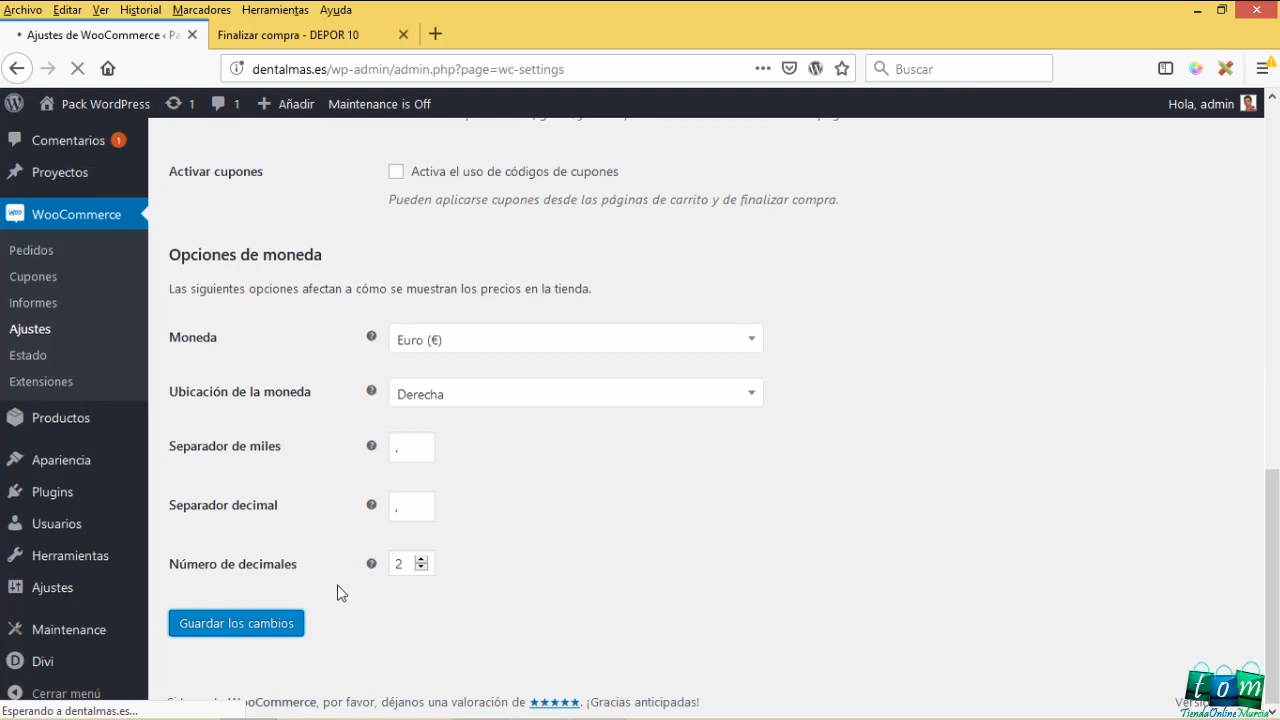 Archivo Editar Ver Historial Marcadores Herramientas Ayuda
Ajustes de WooCommerce ‹ Pa
Finalizar compra - DEPOR 10
dentalmas.es/wp-admin/admin.php?page=wc-settings
Buscar
Pack WordPress 1 1 Añadir Maintenance is Off Hola, admin
Comentarios 1
Proyectos
WooCommerce
Pedidos
Cupones
Informes
Ajustes
Estado
Extensiones
Productos
Apariencia
Plugins
Usuarios
Herramientas
Ajustes
Maintenance
Divi
Cerrar menú
Activar cupones
Activa el uso de códigos de cupones
Pueden aplicarse cupones desde las páginas de carrito y de finalizar compra.
Opciones de moneda
Las siguientes opciones afectan a cómo se muestran los precios en la tienda.
Moneda
Euro (€)
Ubicación de la moneda
Derecha
Separador de miles
Separador decimal
,
Número de decimales
2
Guardar los cambios
WooCommerce, por favor, déjanos una valoración de ★★★★★. ¡Gracias anticipadas!
Esperando a dentalmas.es...
tom
TiendaOnlineMurcia